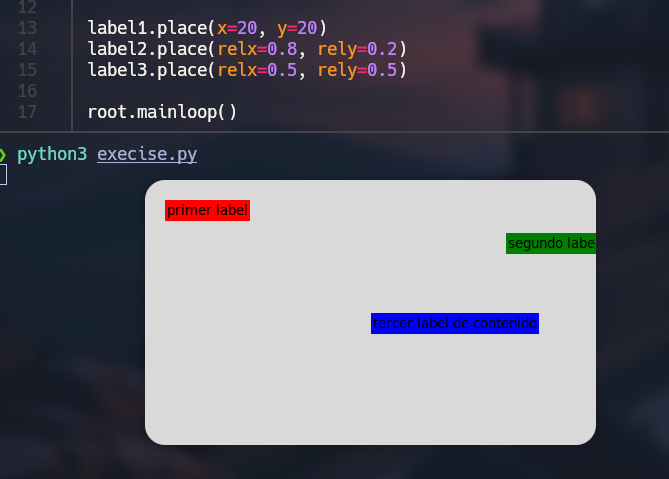 12
13 label1.place(x=20, y=20)
14 label2.place(relx=0.8, rely=0.2)
15 label3.place(relx=0.5, rely=0.5)
16
17 root.mainloop()
❯ python3 execise.py
primer label
segundo labe
tercer label de contenido